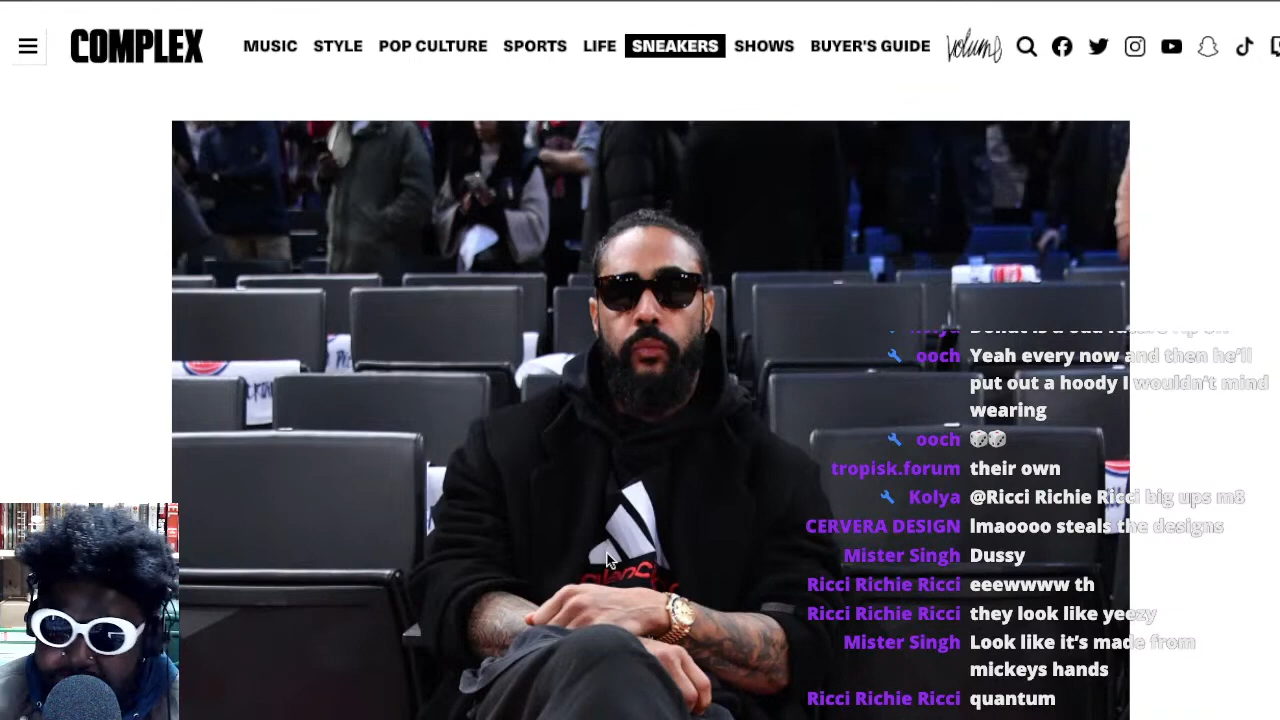 COMPLEX
MUSIC STYLE POP CULTURE SPORTS LIFE SNEAKERS SHOWS BUYER'S GUIDE volume
ooch Yeah every now and then he'll
put out a hoody I wouldn't mind
wearing
ooch
tropisk.forum their own
Kolya @Ricci Richie Ricci big ups m8
CERVERA DESIGN lmaoooo steals the designs
Mister Singh Dussy
Ricci Richie Ricci eeewwww th
Ricci Richie Ricci they look like yeezy
Mister Singh Look like it's made from
mickeys hands
Ricci Richie Ricci quantum